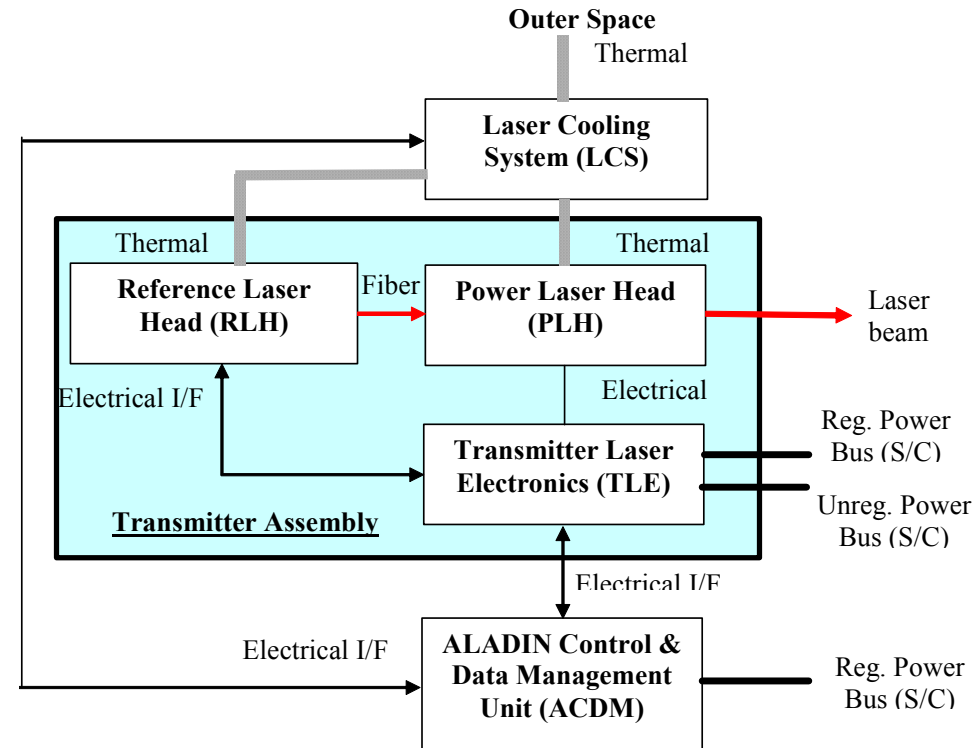 Outer Space
Thermal
Laser Cooling
System (LCS)
Thermal
Thermal
Reference Laser
Head (RLH)
Fiber
Power Laser Head
(PLH)
Laser
beam
Electrical I/F
Electrical
Transmitter Laser
Electronics (TLE)
Reg. Power
Bus (S/C)
Unreg. Power
Bus (S/C)
Transmitter Assembly
Electrical I/F
Electrical I/F
ALADIN Control &
Data Management
Unit (ACDM)
Reg. Power
Bus (S/C)